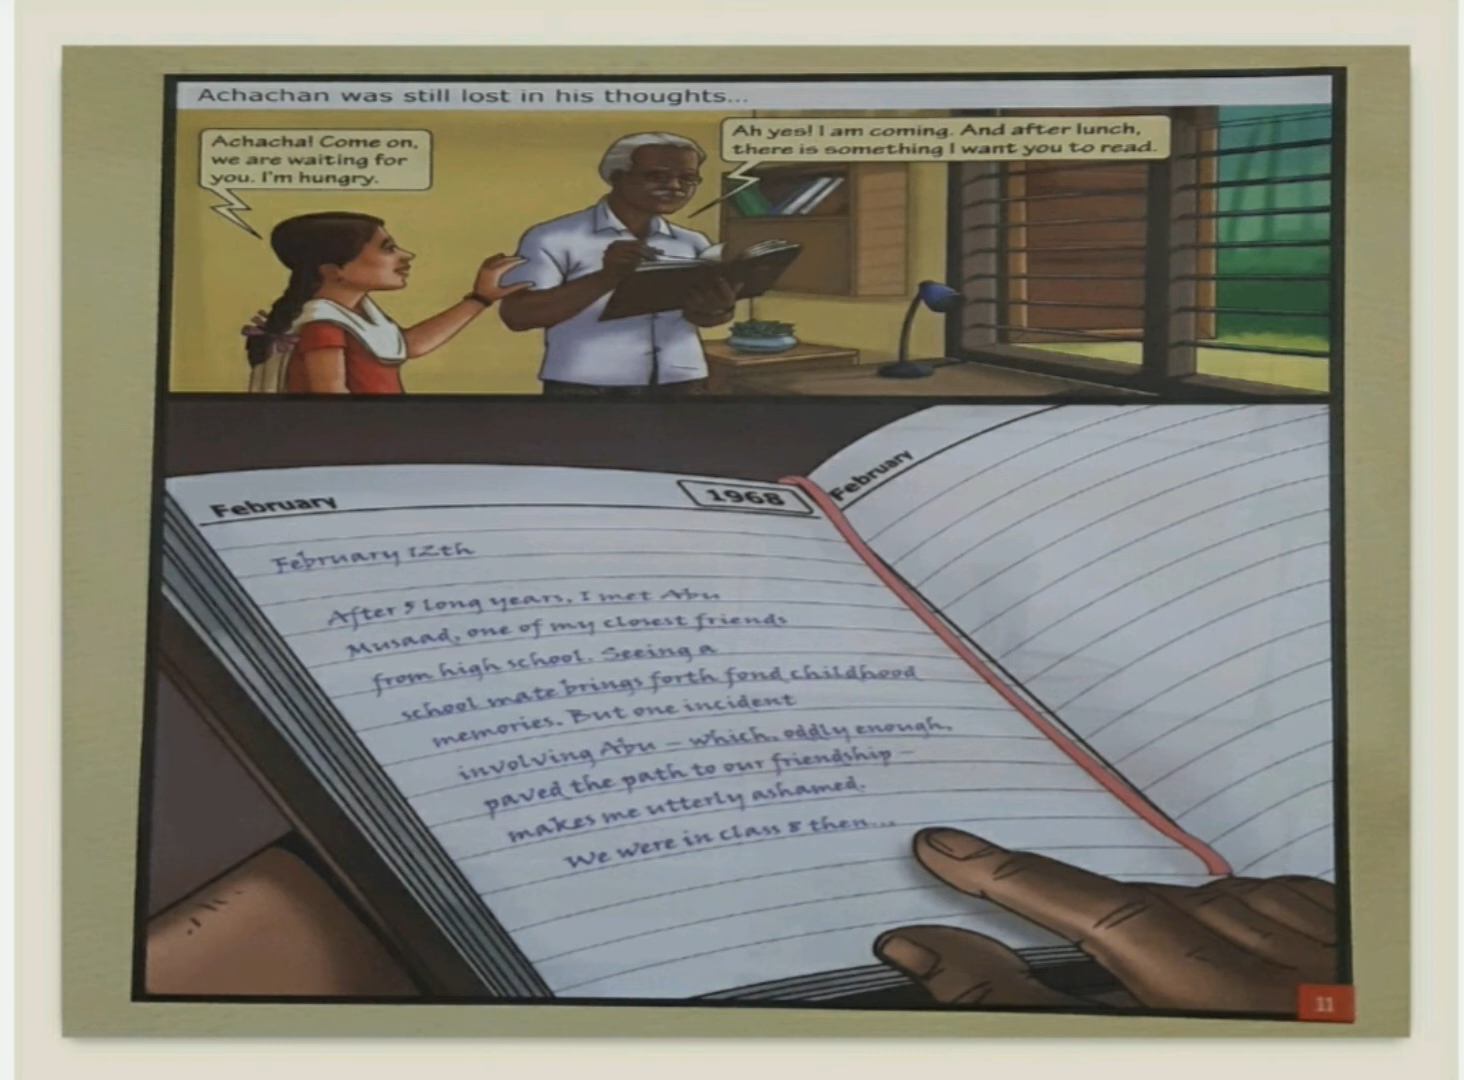 Achachan was still lost in his thoughts...
Achacha! Come on,
we are waiting for
you. I'm hungry.
Ah yes! I am coming. And after lunch,
there is something I want you to read.
February
1968
February
February 12th
After 5 long years, I met Abu
Musaad, one of my closest friends
from high school. Seeing a
school mate brings forth fond childhood
memories. But one incident
involving Abu – which, oddly enough,
paved the path to our friendship –
makes me utterly ashamed.
We were in class 8 then...
11